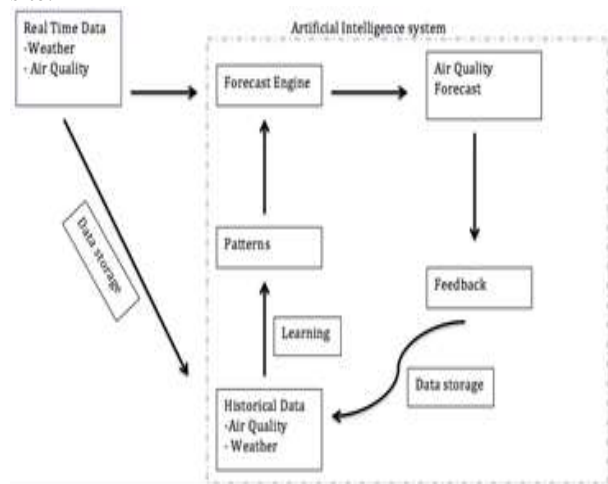 Artificial Intelligence system
Real Time Data
- Weather
- Air Quality
Forecast Engine
Air Quality
Forecast
Data storage
Patterns
Feedback
Learning
Data storage
Historical Data
-Air Quality
- Weather